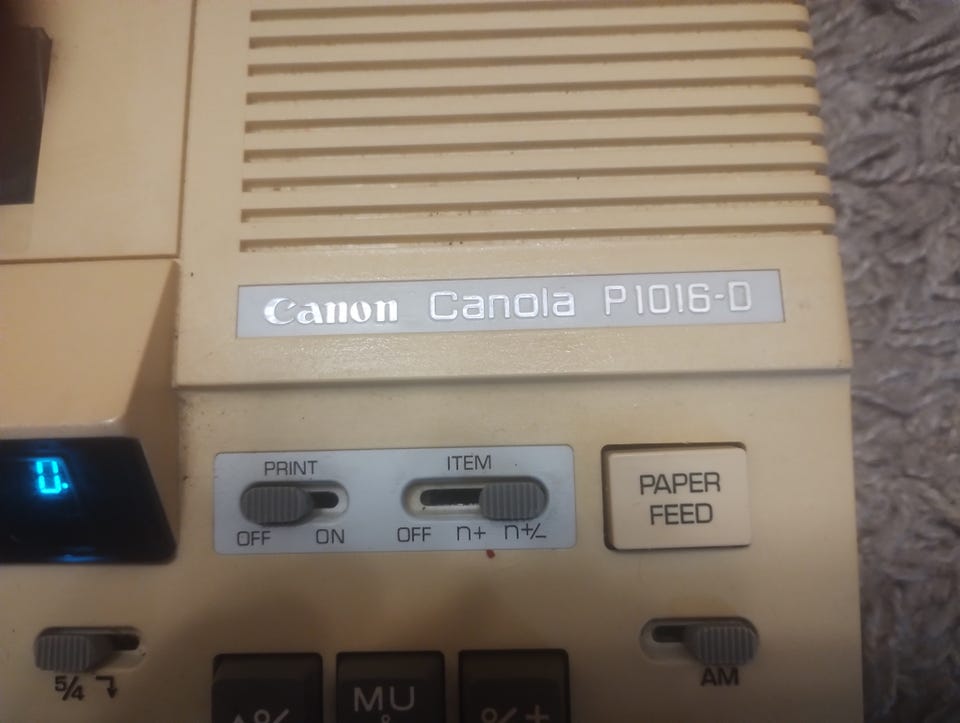 Canon Canola P1016-D
0.
PRINT
OFF ON
ITEM
OFF n+ n+/-
PAPER
FEED
5/4
AM
MU
%±